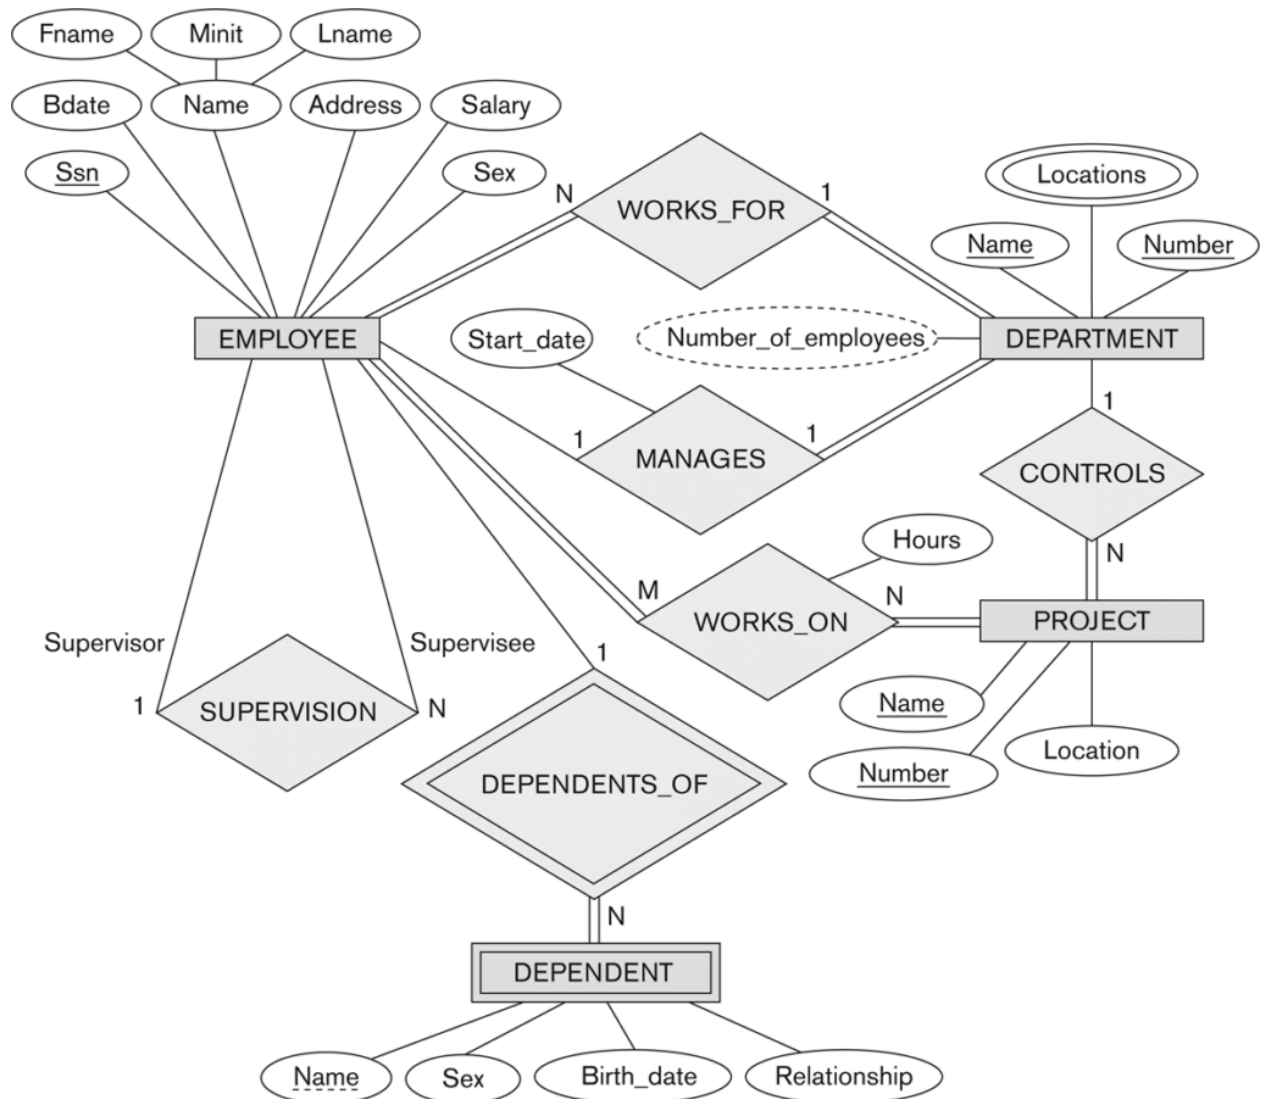 Fname
Minit
Lname
Bdate
Name
Address
Salary
Ssn
Sex
N
WORKS_FOR
1
Locations
Name
Number
EMPLOYEE
Start_date
Number_of_employees
DEPARTMENT
1
MANAGES
1
1
CONTROLS
N
Hours
M
WORKS_ON
N
PROJECT
Name
Number
Location
Supervisor
Supervisee
1
SUPERVISION
N
1
DEPENDENTS_OF
N
DEPENDENT
Name
Sex
Birth_date
Relationship